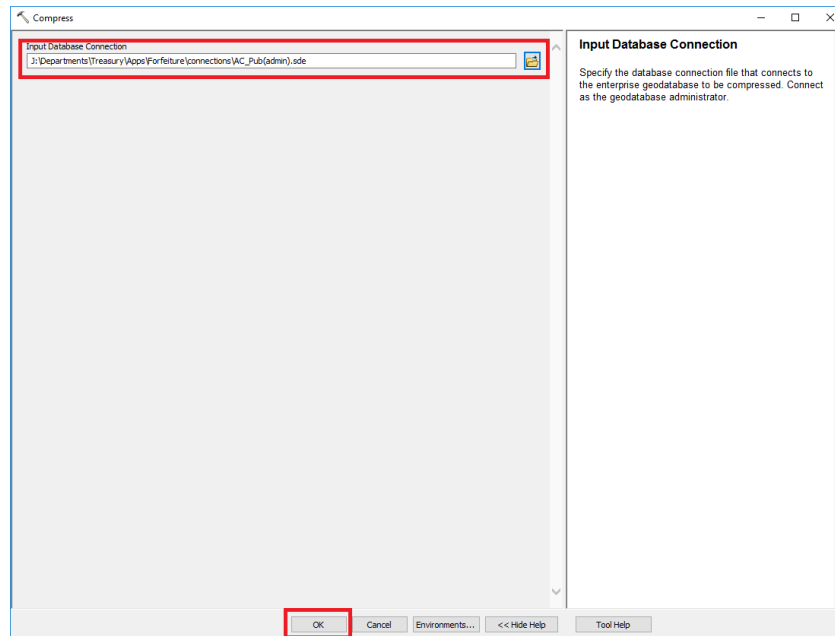 Compress
Input Database Connection
J:\Departments\Treasury\Apps\Forfeiture\connections\AC_Pub(admin).sde
Input Database Connection
Specify the database connection file that connects to
the enterprise geodatabase to be compressed. Connect
as the geodatabase administrator.
OK
Cancel
Environments...
<< Hide Help
Tool Help